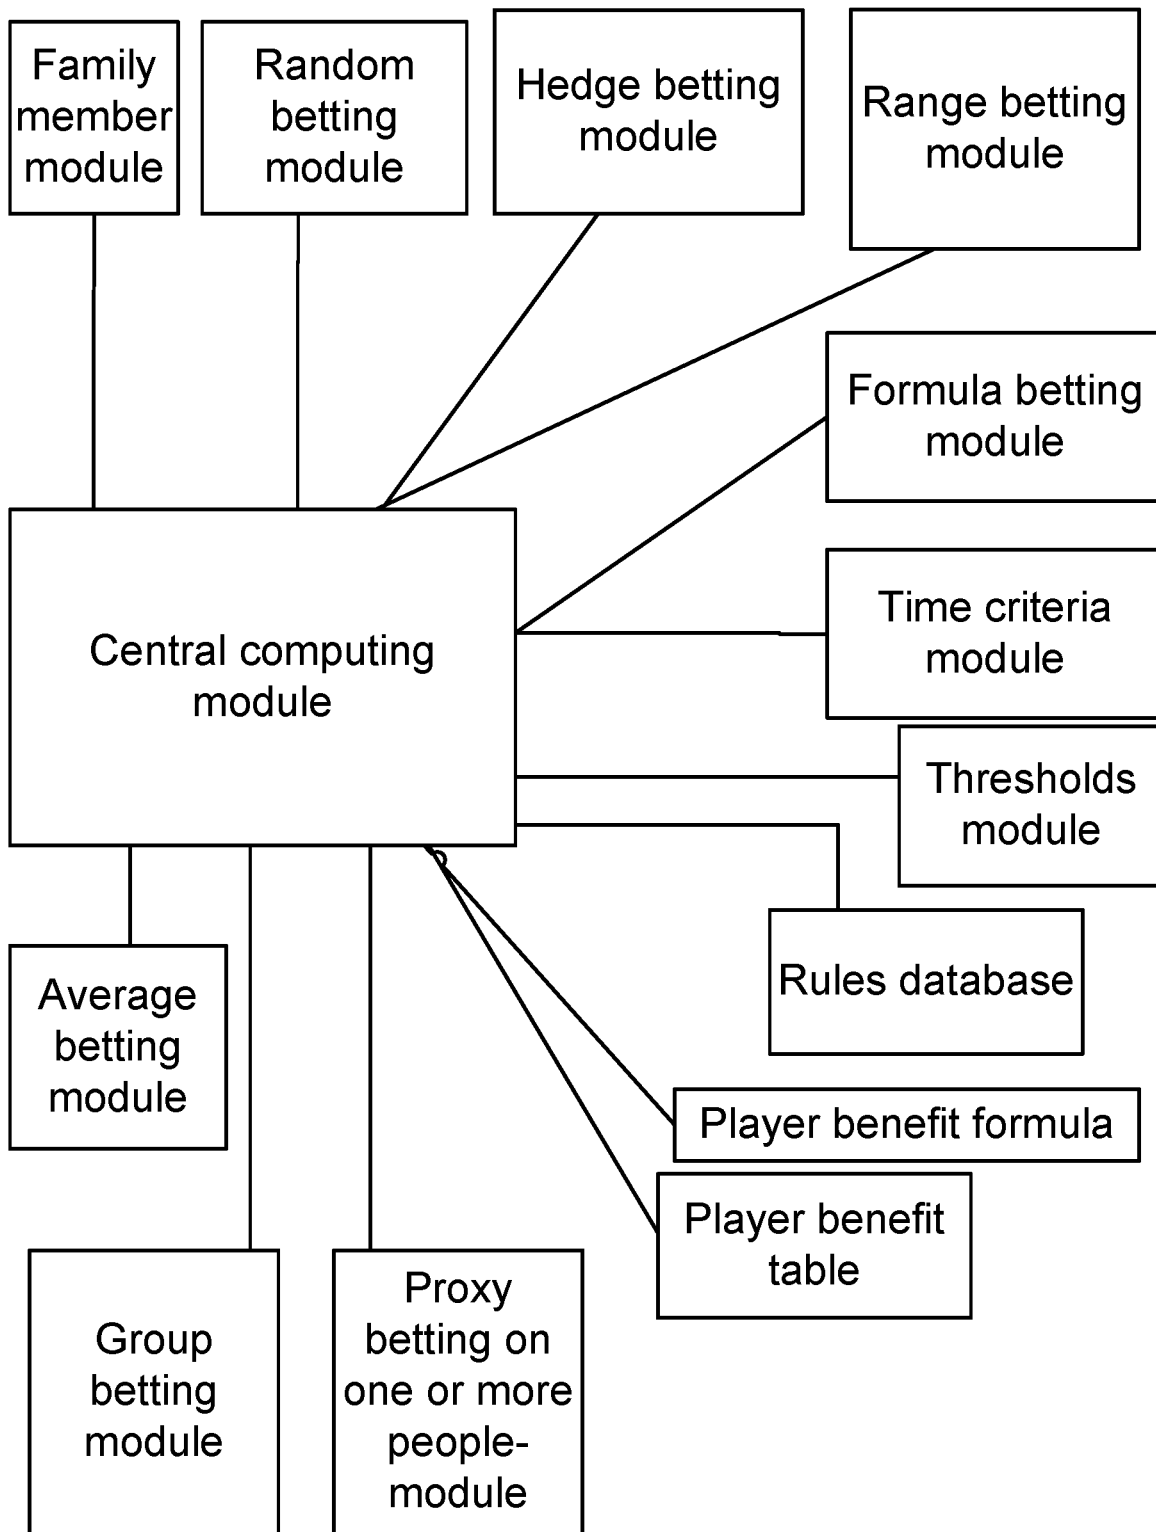 Family
member
module
Random
betting
module
Hedge betting
module
Range betting
module
Formula betting
module
Time criteria
module
Central computing
module
Thresholds
module
Rules database
Average
betting
module
Player benefit formula
Player benefit
table
Group
betting
module
Proxy
betting on
one or more
people-
module